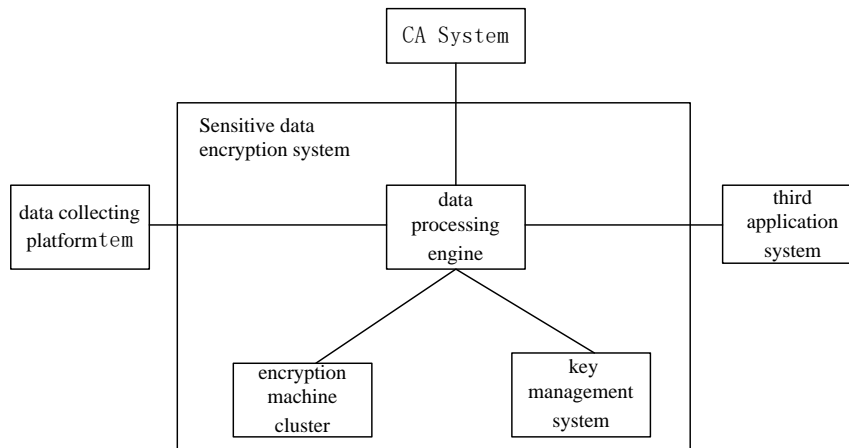 CA System
Sensitive data
encryption system
data collecting
platformtem
data
processing
engine
third
application
system
encryption
machine
cluster
key
management
system